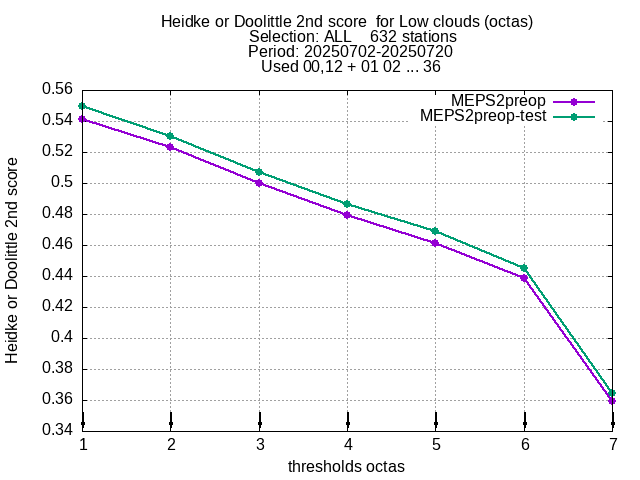 Heidke or Doolittle 2nd score  for Low clouds (octas)
Selection: ALL    632 stations
Period: 20250702-20250720
Used 00,12 + 01 02 ... 36
MEPS2preop
MEPS2preop-test
Heidke or Doolittle 2nd score
0.56
0.54
0.52
0.5
0.48
0.46
0.44
0.42
0.4
0.38
0.36
0.34
1 2 3 4 5 6 7
thresholds octas